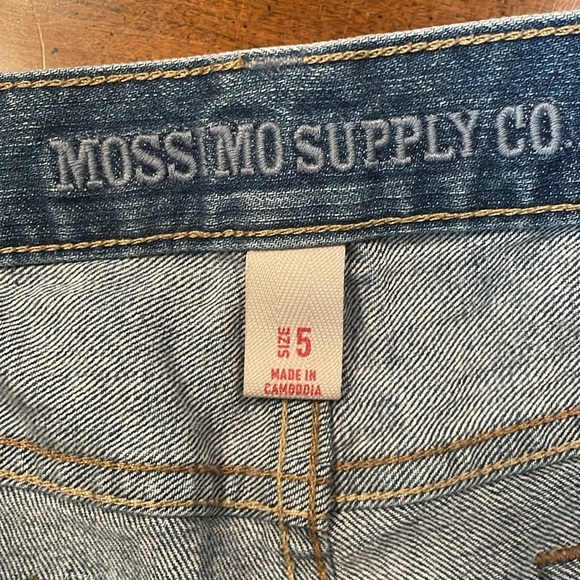 MOSSIMO SUPPLY CO.
SIZE 5
MADE IN
CAMBODIA